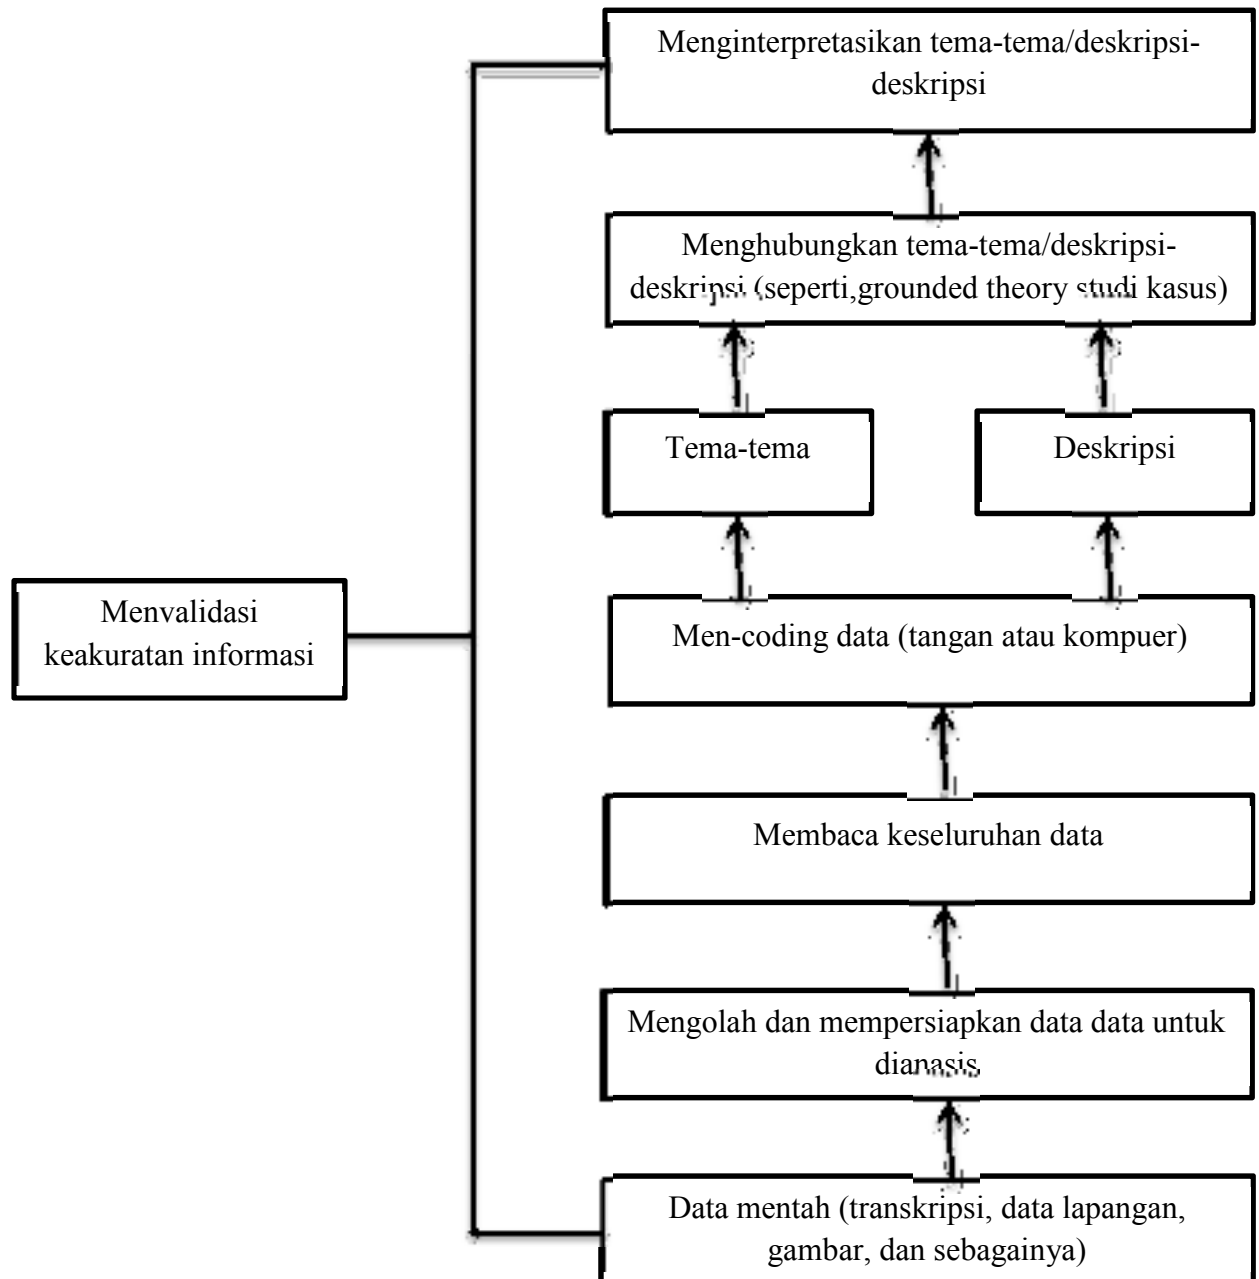 Menginterpretasikan tema-tema/deskripsi-
deskripsi
Menghubungkan tema-tema/deskripsi-
deskripsi (seperti,grounded theory studi kasus)
Tema-tema
Deskripsi
Menvalidasi
keakuratan informasi
Men-coding data (tangan atau kompuer)
Membaca keseluruhan data
Mengolah dan mempersiapkan data data untuk
dianasis
Data mentah (transkripsi, data lapangan,
gambar, dan sebagainya)